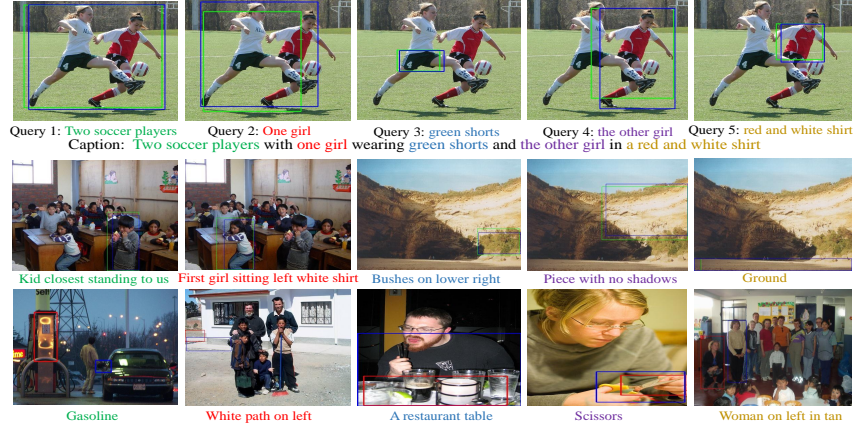 Query 1: Two soccer players
Query 2: One girl
Query 3: green shorts
Query 4: the other girl
Query 5: red and white shirt
Caption: Two soccer players with one girl wearing green shorts and the other girl in a red and white shirt
Kid closest standing to us
First girl sitting left white shirt
Bushes on lower right
Piece with no shadows
Ground
Self
Gasoline
White path on left
A restaurant table
Scissors
Woman on left in tan